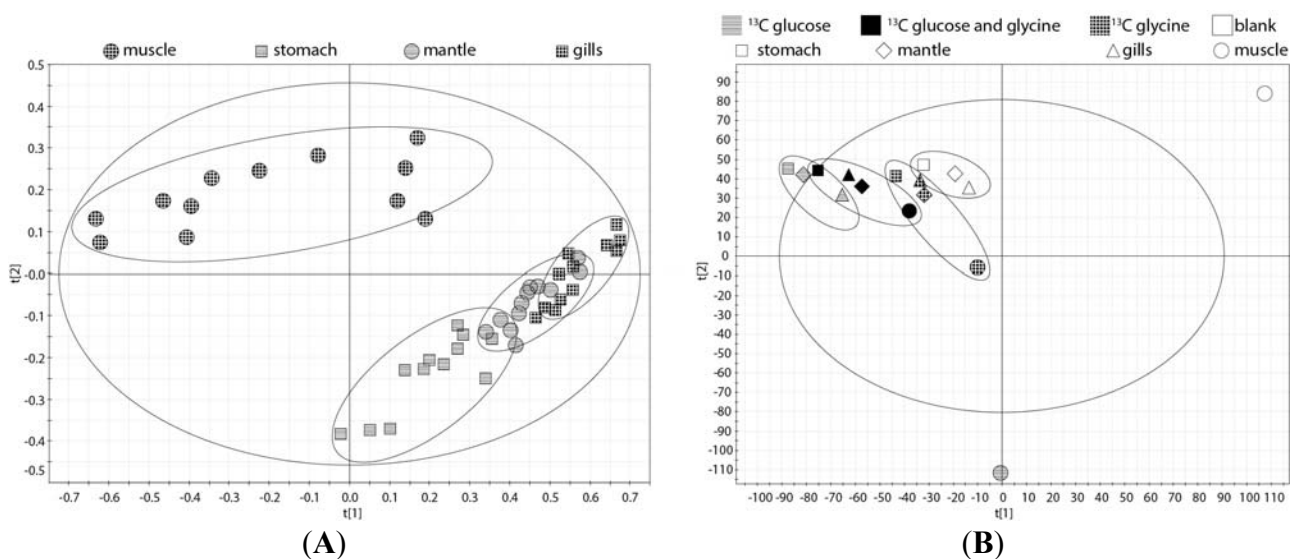 muscle stomach mantle gills
0.5
0.4
0.3
0.2
0.1
-0.0
-0.1
-0.2
-0.3
-0.4
-0.5
t[2]
-0.7 -0.6 -0.5 -0.4 -0.3 -0.2 -0.1 0.0 0.1 0.2 0.3 0.4 0.5 0.6 0.7
t[1]
(A)
B
¹³C glucose ¹³C glucose and glycine ¹³C glycine blank
stomach mantle gills muscle
90
80
70
60
50
40
30
20
10
0
-10
-20
-30
-40
-50
-60
-70
-80
-90
-100
-110
t[2]
-100 -90 -80 -70 -60 -50 -40 -30 -20 -10 0 10 20 30 40 50 60 70 80 90 100 110
t[1]
(B)
A